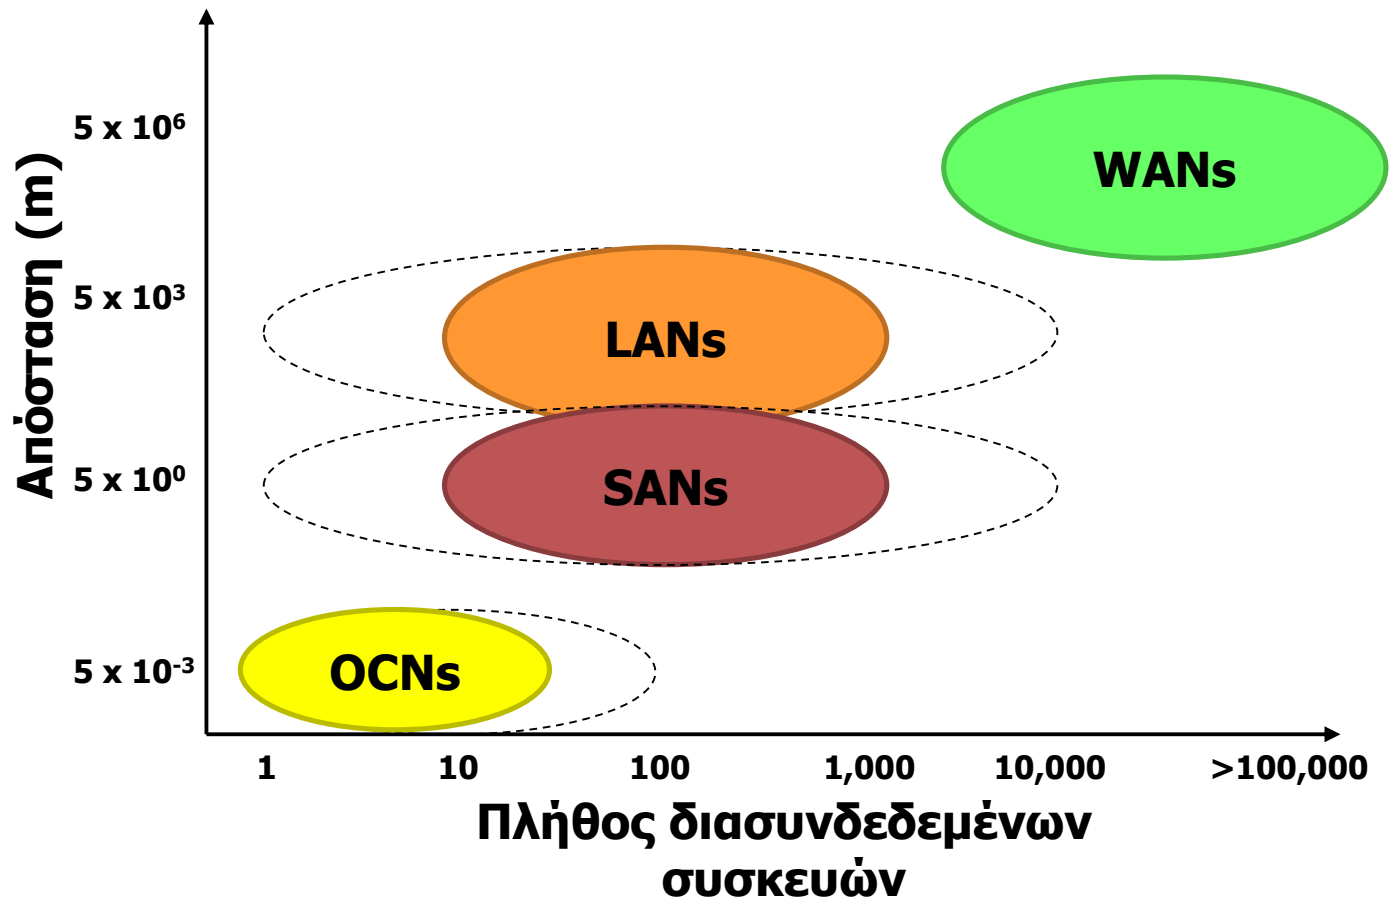 5 x 10⁶
WANs
Απόσταση (m)
5 x 10³
LANs
5 x 10⁰
SANs
5 x 10⁻³
OCNs
1 10 100 1,000 10,000 >100,000
Πλήθος διασυνδεδεμένων
συσκευών